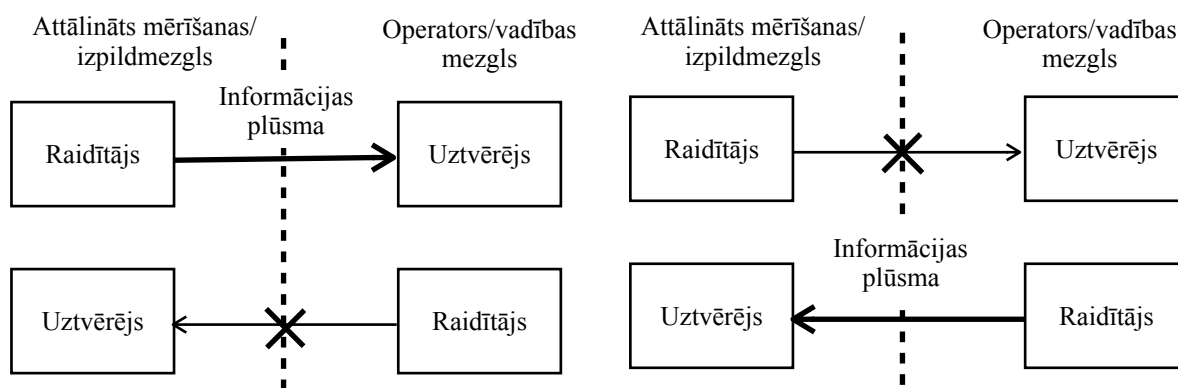 Attālināts mērīšanas/
izpildmezgls
Operators/vadības
mezgls
Informācijas
plūsma
Raidītājs
Uztvērējs
Uztvērējs
Raidītājs
Attālināts mērīšanas/
izpildmezgls
Operators/vadības
mezgls
Raidītājs
Uztvērējs
Informācijas
plūsma
Uztvērējs
Raidītājs